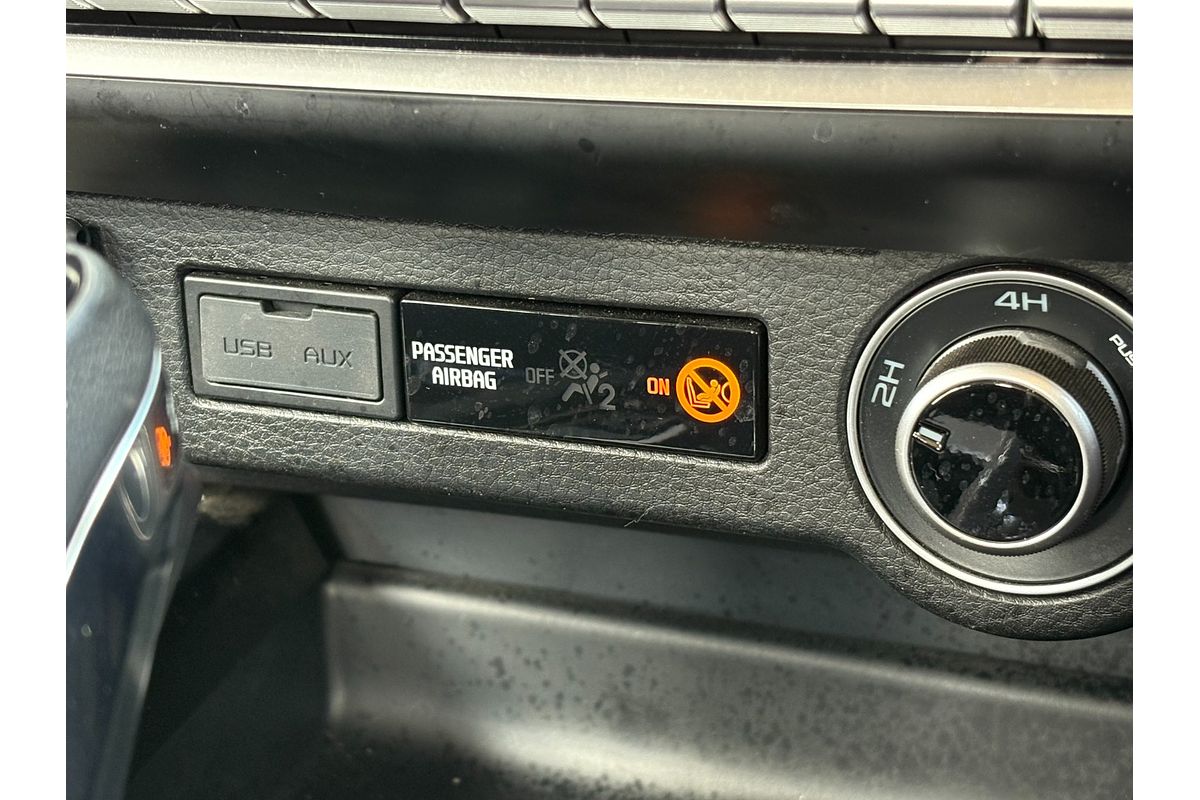 USB AUX
PASSENGER
AIRBAG
OFF
2
ON
2H
4H